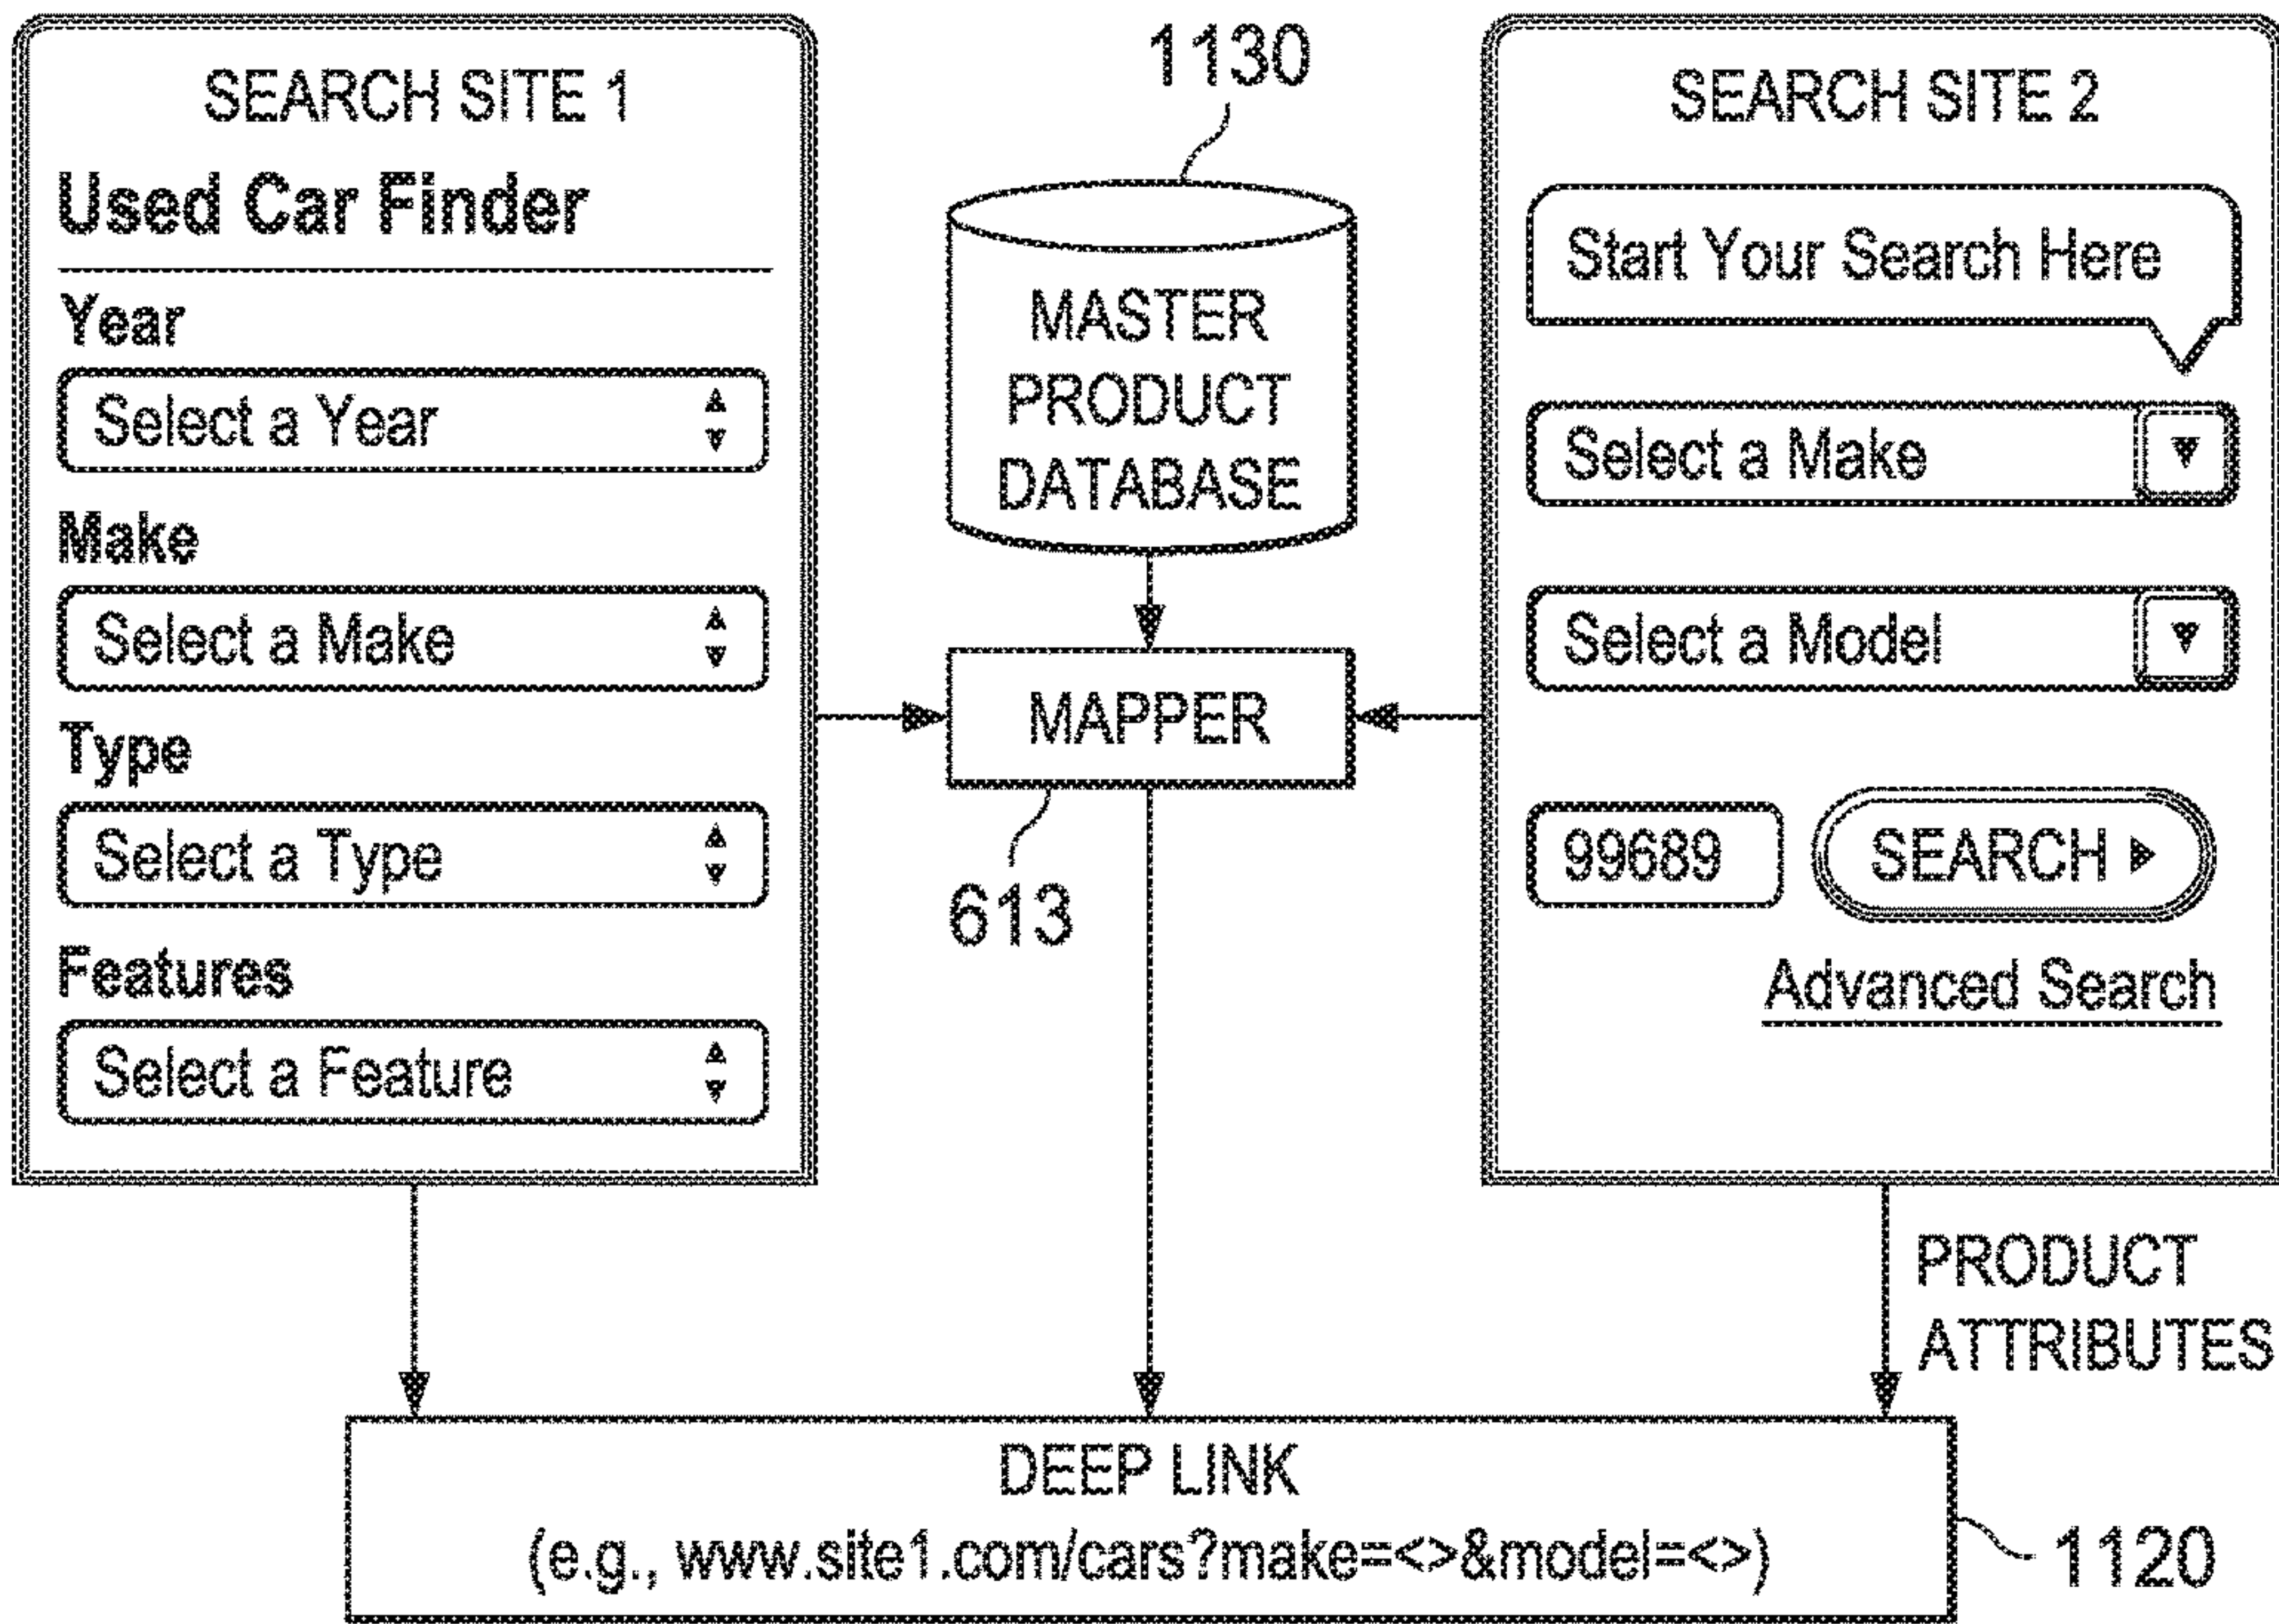 SEARCH SITE 1
Used Car Finder
Year
Select a Year
Make
Select a Make
Type
Select a Type
Features
Select a Feature
1130
MASTER
PRODUCT
DATABASE
MAPPER
613
SEARCH SITE 2
Start Your Search Here
Select a Make
Select a Model
99689
SEARCH
Advanced Search
PRODUCT
ATTRIBUTES
DEEP LINK
(e.g., www.site1.com/cars?make=<>&model=<>)
1120